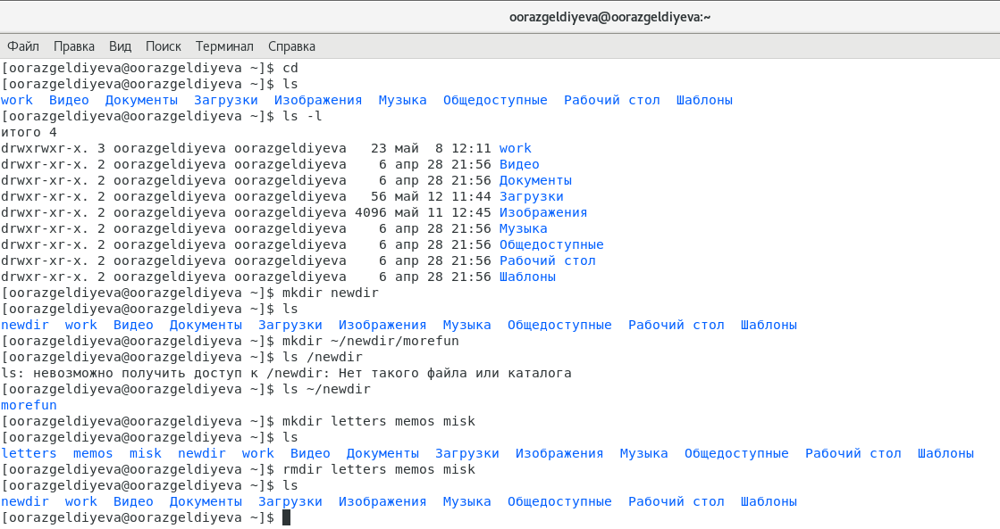 oorazgeldiyeva@oorazgeldiyeva:~
Файл Правка Вид Поиск Терминал Справка
[oorazgeldiyeva@oorazgeldiyeva ~]$ cd
[oorazgeldiyeva@oorazgeldiyeva ~]$ ls
work  Видео  Документы  Загрузки  Изображения  Музыка  Общедоступные  Рабочий стол  Шаблоны
[oorazgeldiyeva@oorazgeldiyeva ~]$ ls -l
итого 4
drwxrwxr-x. 3 oorazgeldiyeva oorazgeldiyeva   23 май  8 12:11 work
drwxr-xr-x. 2 oorazgeldiyeva oorazgeldiyeva    6 апр 28 21:56 Видео
drwxr-xr-x. 2 oorazgeldiyeva oorazgeldiyeva    6 апр 28 21:56 Документы
drwxr-xr-x. 2 oorazgeldiyeva oorazgeldiyeva   56 май 12 11:44 Загрузки
drwxr-xr-x. 2 oorazgeldiyeva oorazgeldiyeva 4096 май 11 12:45 Изображения
drwxr-xr-x. 2 oorazgeldiyeva oorazgeldiyeva    6 апр 28 21:56 Музыка
drwxr-xr-x. 2 oorazgeldiyeva oorazgeldiyeva    6 апр 28 21:56 Общедоступные
drwxr-xr-x. 2 oorazgeldiyeva oorazgeldiyeva    6 апр 28 21:56 Рабочий стол
drwxr-xr-x. 2 oorazgeldiyeva oorazgeldiyeva    6 апр 28 21:56 Шаблоны
[oorazgeldiyeva@oorazgeldiyeva ~]$ mkdir newdir
[oorazgeldiyeva@oorazgeldiyeva ~]$ ls
newdir  work  Видео  Документы  Загрузки  Изображения  Музыка  Общедоступные  Рабочий стол  Шаблоны
[oorazgeldiyeva@oorazgeldiyeva ~]$ mkdir ~/newdir/morefun
[oorazgeldiyeva@oorazgeldiyeva ~]$ ls /newdir
ls: невозможно получить доступ к /newdir: Нет такого файла или каталога
[oorazgeldiyeva@oorazgeldiyeva ~]$ ls ~/newdir
morefun
[oorazgeldiyeva@oorazgeldiyeva ~]$ mkdir letters memos misk
[oorazgeldiyeva@oorazgeldiyeva ~]$ ls
letters  memos  misk  newdir  work  Видео  Документы  Загрузки  Изображения  Музыка  Общедоступные  Рабочий стол  Шаблоны
[oorazgeldiyeva@oorazgeldiyeva ~]$ rmdir letters memos misk
[oorazgeldiyeva@oorazgeldiyeva ~]$ ls
newdir  work  Видео  Документы  Загрузки  Изображения  Музыка  Общедоступные  Рабочий стол  Шаблоны
[oorazgeldiyeva@oorazgeldiyeva ~]$